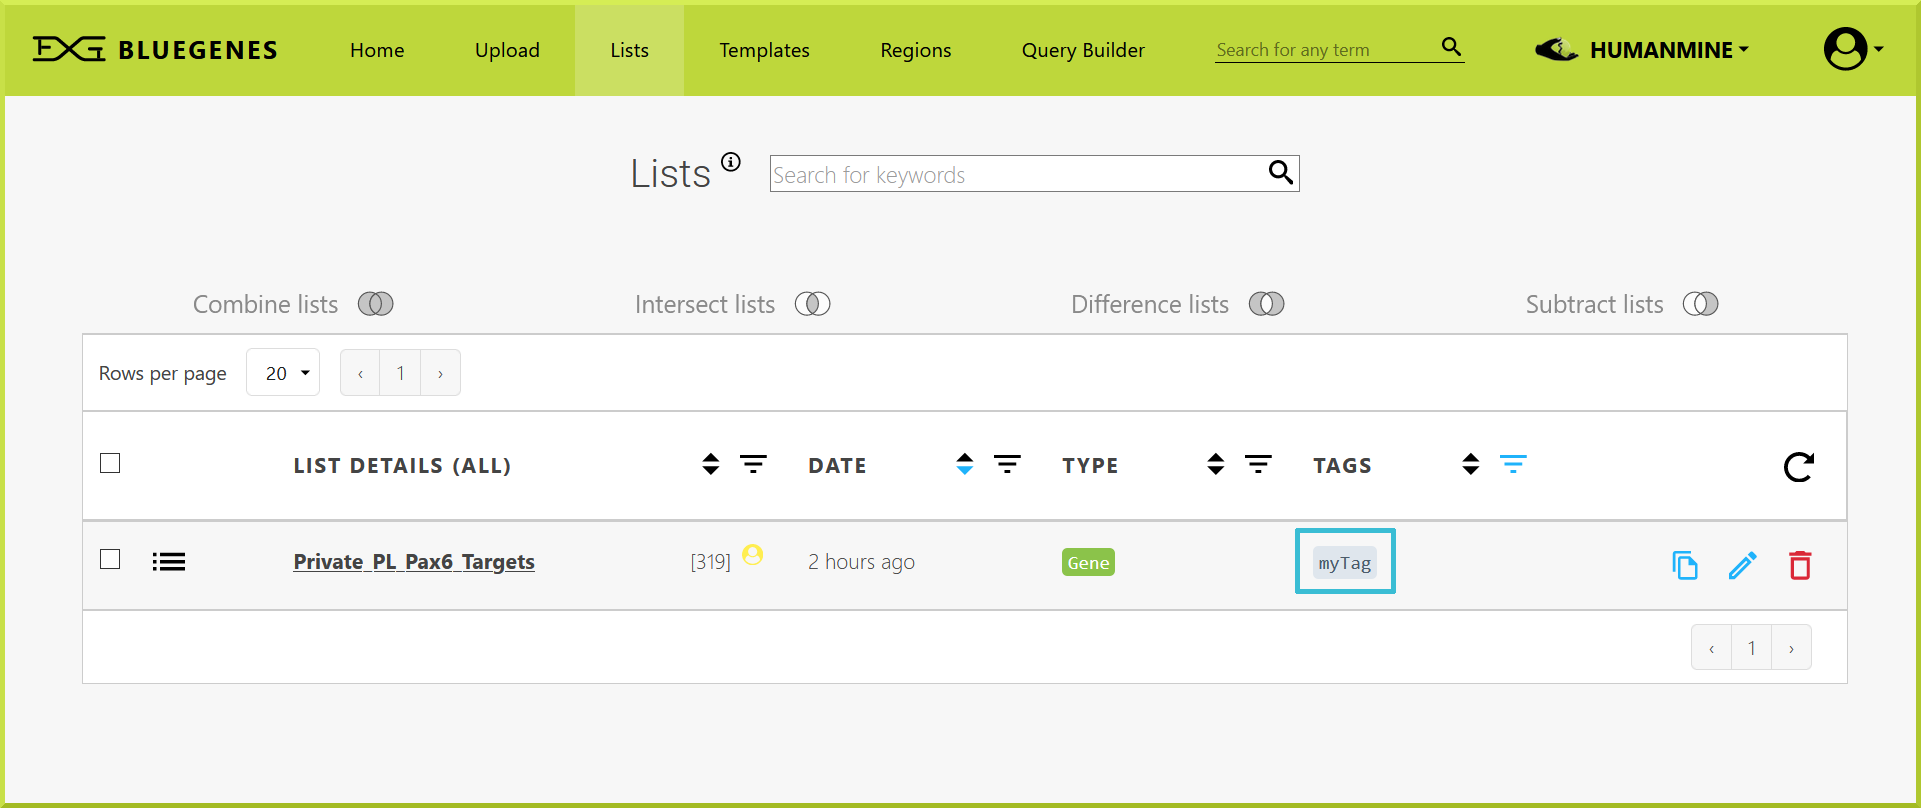 BLUEGENES Home Upload Lists Templates Regions Query Builder Search for any term HUMANMINE
Lists Search for keywords
Combine lists Intersect lists Difference lists Subtract lists
Rows per page 20 ‹ 1 ›
LIST DETAILS (ALL) DATE TYPE TAGS
Private_PL_Pax6_Targets [319] 2 hours ago Gene myTag
‹ 1 ›